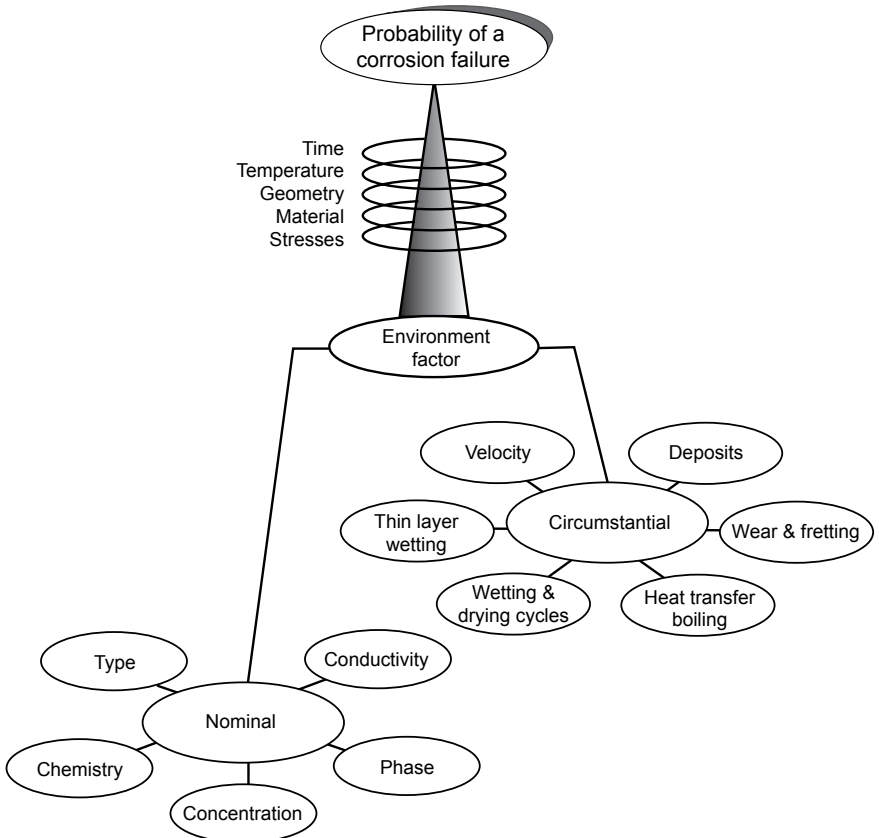 Probability of a
corrosion failure
Time
Temperature
Geometry
Material
Stresses
Environment
factor
Velocity
Deposits
Thin layer
wetting
Circumstantial
Wear & fretting
Wetting &
drying cycles
Heat transfer
boiling
Type
Conductivity
Nominal
Chemistry
Phase
Concentration